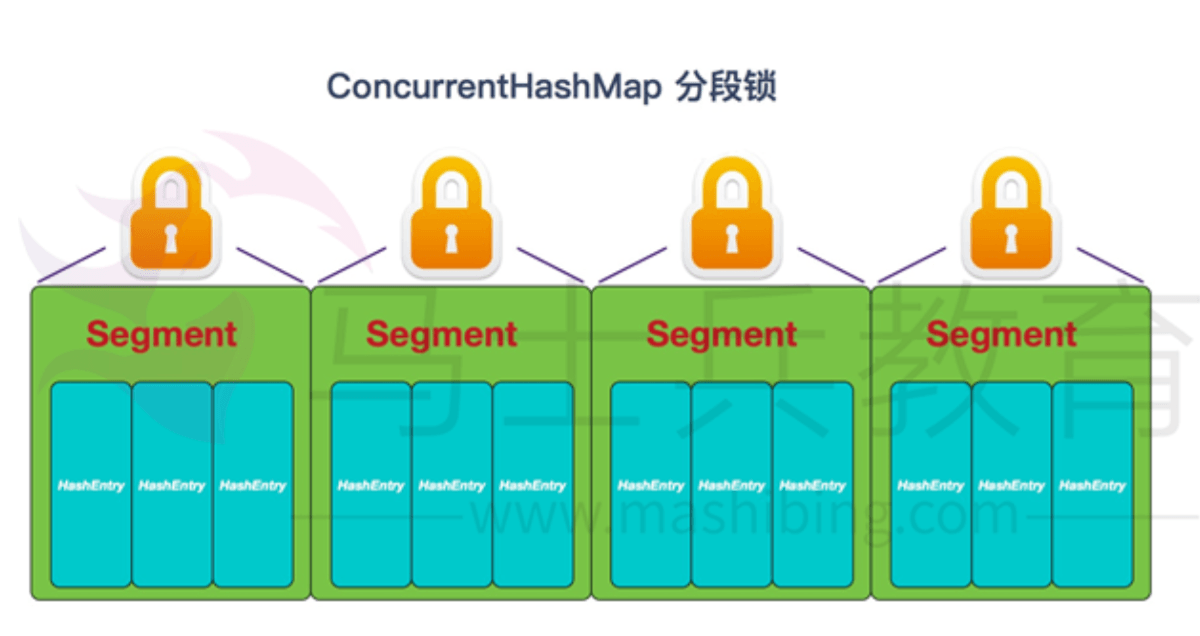 ConcurrentHashMap 分段锁
Segment Segment Segment Segment
马士兵教育
HashEntry HashEntry HashEntry HashEntry HashEntry HashEntry HashEntry HashEntry HashEntry HashEntry HashEntry HashEntry
www.mashibing.com